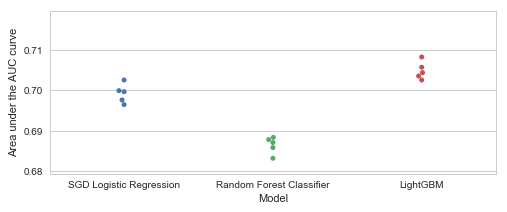 Area under the AUC curve
0.71
0.70
0.69
0.68
SGD Logistic Regression
Random Forest Classifier
LightGBM
Model